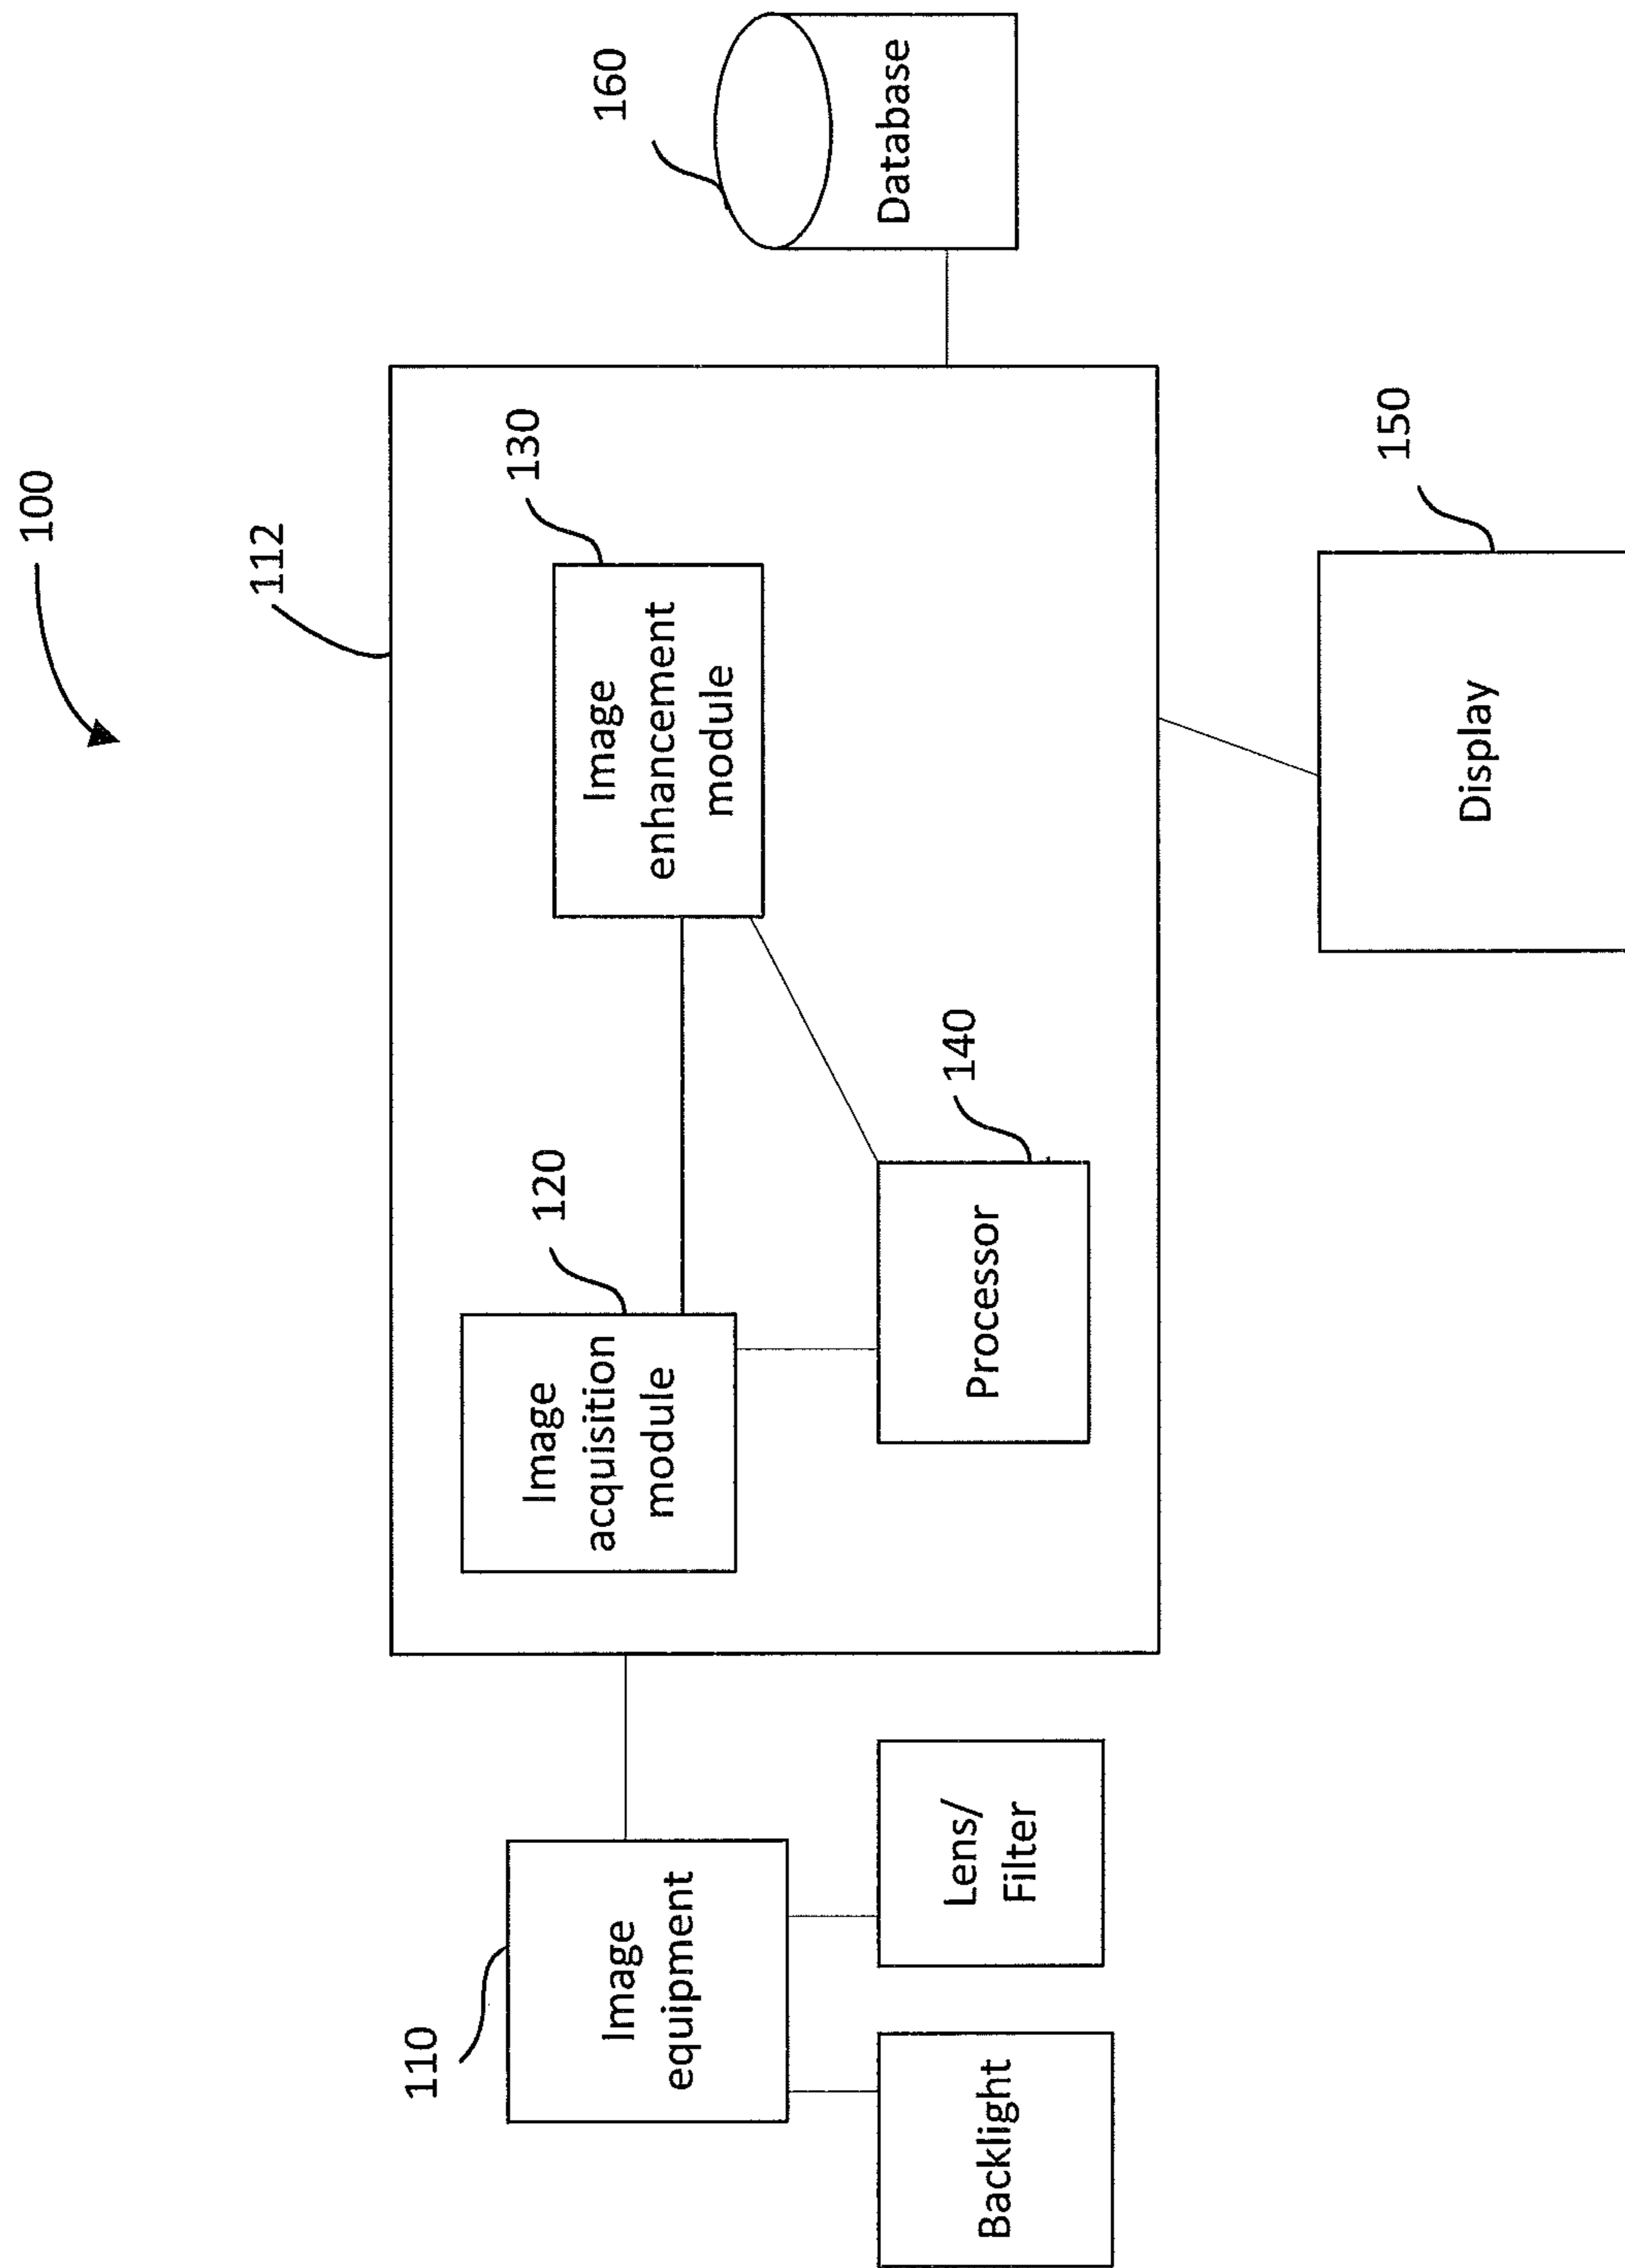 100
112
110
Image
equipment
Backlight
Lens/
Filter
120
Image
acquisition
module
130
Image
enhancement
module
140
Processor
160
Database
150
Display